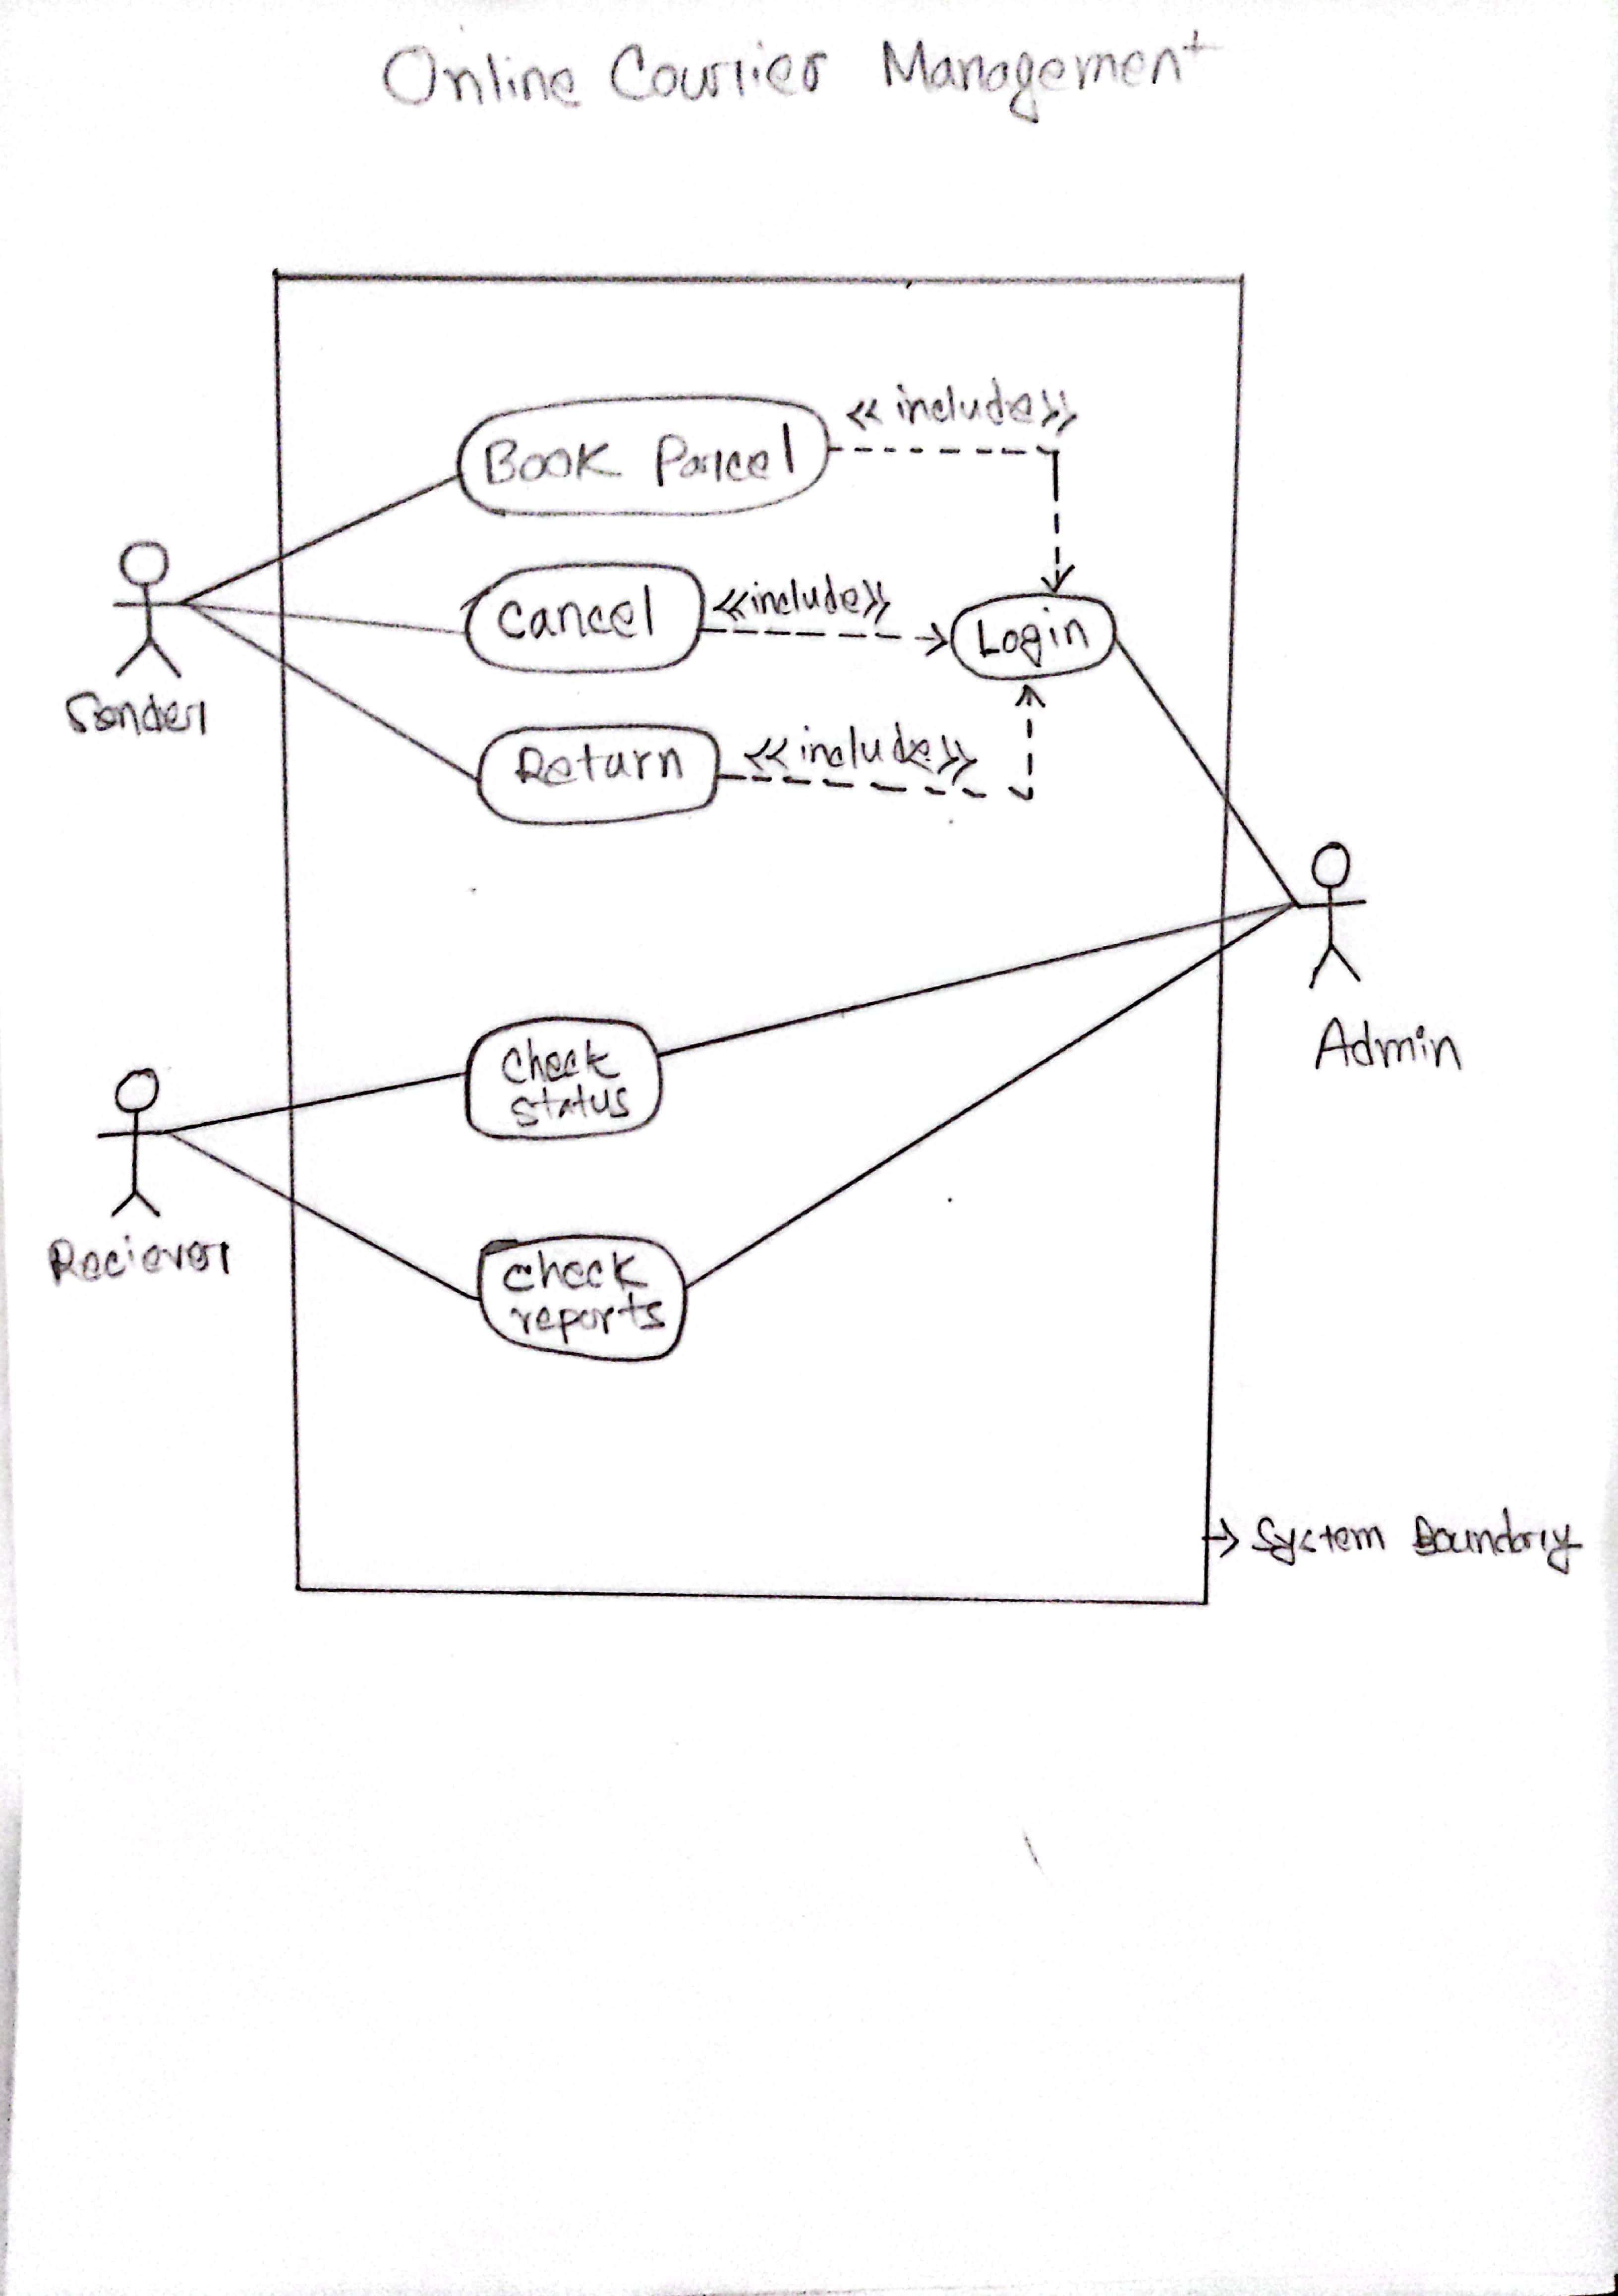 Online Courier Management
<< include >>
Book Parcel
<<include>>
Cancel
Login
Sender
<< include >>
Return
Check
status
Admin
Reciever
check
reports
System Boundary